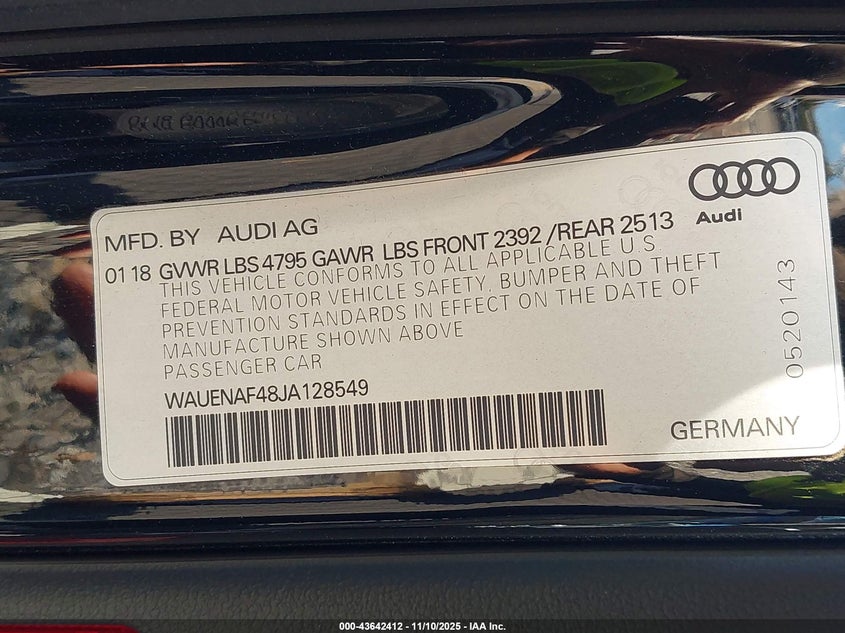 Audi
MFD. BY AUDI AG
01 18 GVWR LBS 4795 GAWR LBS FRONT 2392 /REAR 2513
THIS VEHICLE CONFORMS TO ALL APPLICABLE U.S.
FEDERAL MOTOR VEHICLE SAFETY, BUMPER AND THEFT
PREVENTION STANDARDS IN EFFECT ON THE DATE OF
MANUFACTURE SHOWN ABOVE
PASSENGER CAR
WAUENAF48JA128549
GERMANY
0520143
000-43642412 - 11/10/2025 - IAA Inc.